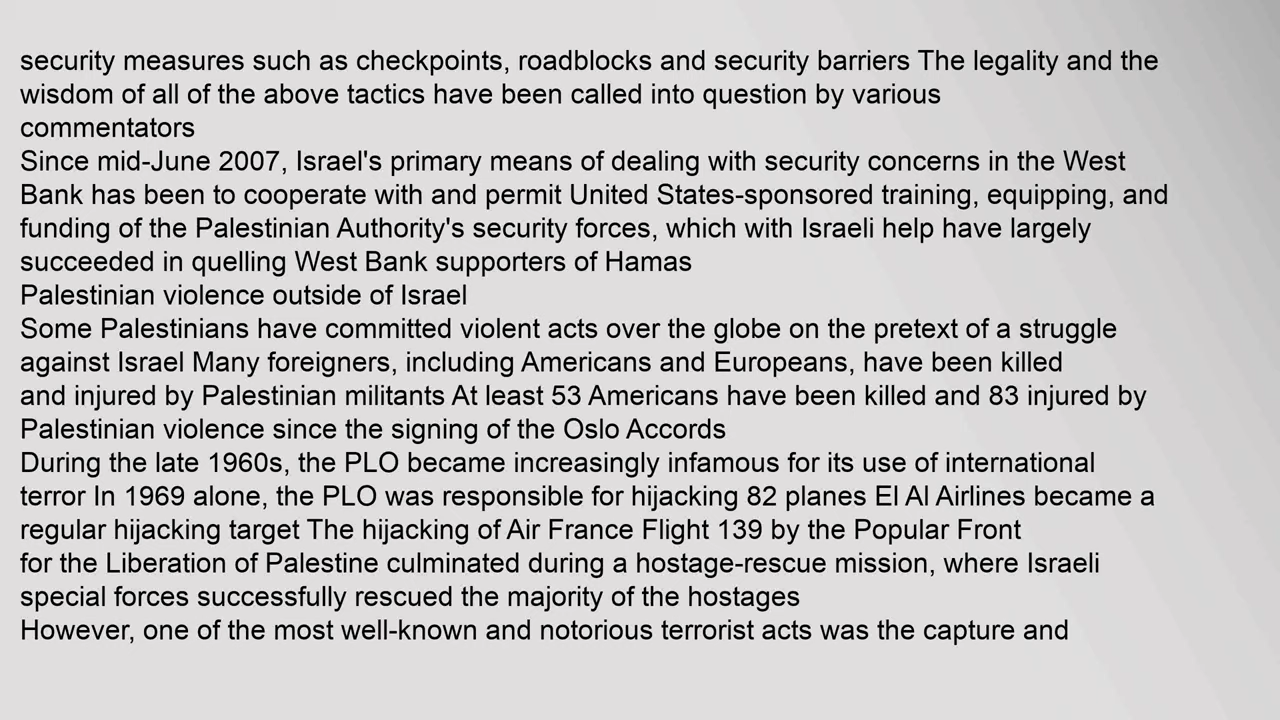 security measures such as checkpoints, roadblocks and security barriers The legality and the
wisdom of all of the above tactics have been called into question by various
commentators
Since mid-June 2007, Israel's primary means of dealing with security concerns in the West
Bank has been to cooperate with and permit United States-sponsored training, equipping, and
funding of the Palestinian Authority's security forces, which with Israeli help have largely
succeeded in quelling West Bank supporters of Hamas
Palestinian violence outside of Israel
Some Palestinians have committed violent acts over the globe on the pretext of a struggle
against Israel Many foreigners, including Americans and Europeans, have been killed
and injured by Palestinian militants At least 53 Americans have been killed and 83 injured by
Palestinian violence since the signing of the Oslo Accords
During the late 1960s, the PLO became increasingly infamous for its use of international
terror In 1969 alone, the PLO was responsible for hijacking 82 planes El Al Airlines became a
regular hijacking target The hijacking of Air France Flight 139 by the Popular Front
for the Liberation of Palestine culminated during a hostage-rescue mission, where Israeli
special forces successfully rescued the majority of the hostages
However, one of the most well-known and notorious terrorist acts was the capture and